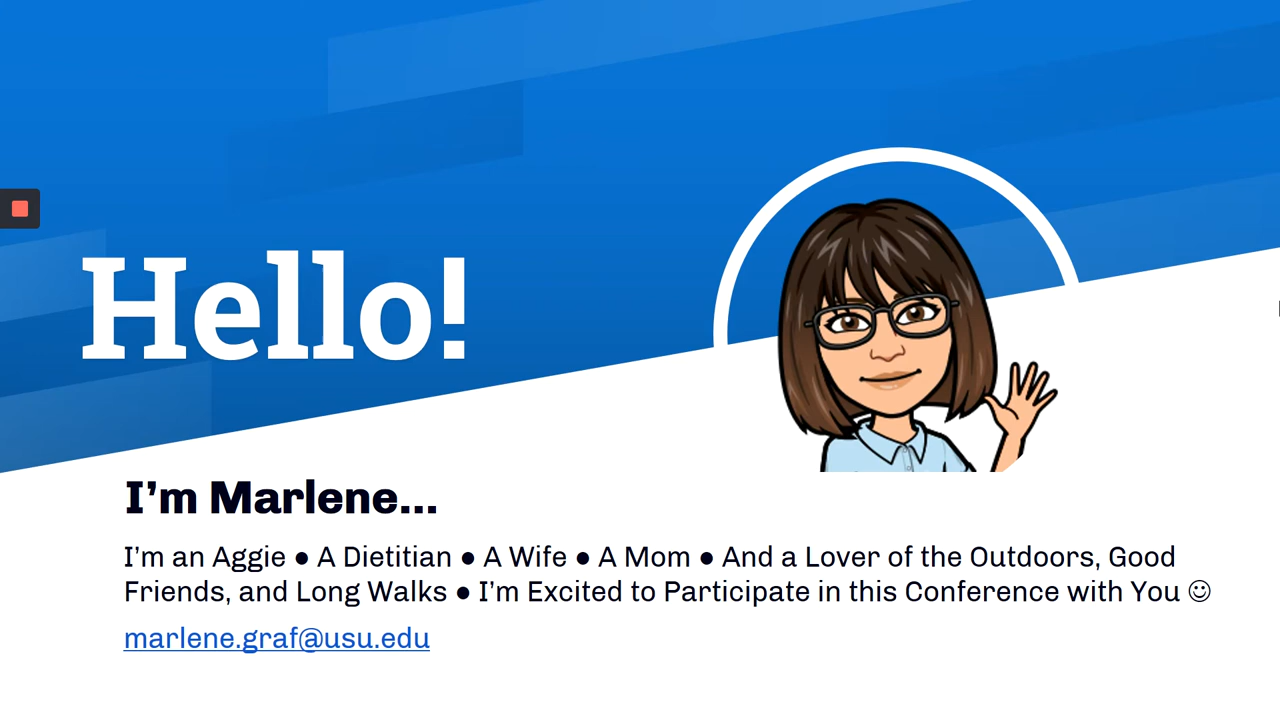 Hello!
I’m Marlene…
I’m an Aggie ● A Dietitian ● A Wife ● A Mom ● And a Lover of the Outdoors, Good
Friends, and Long Walks ● I’m Excited to Participate in this Conference with You ☺
marlene.graf@usu.edu